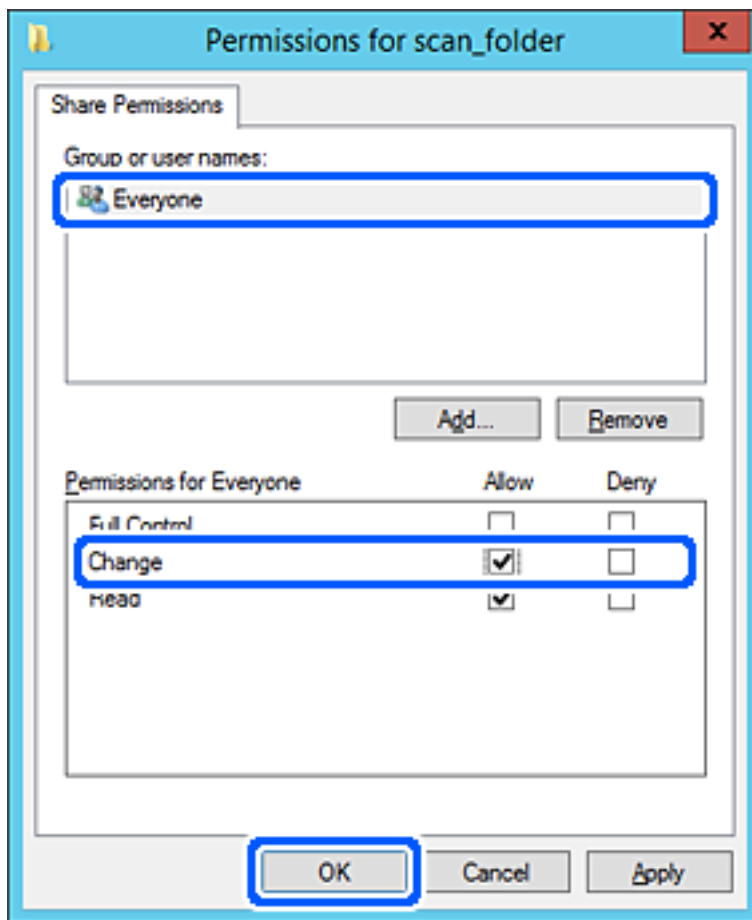 Permissions for scan_folder
Share Permissions
Group or user names:
Everyone
Add... Remove
Permissions for Everyone Allow Deny
Full Control
Change
Read
OK Cancel Apply